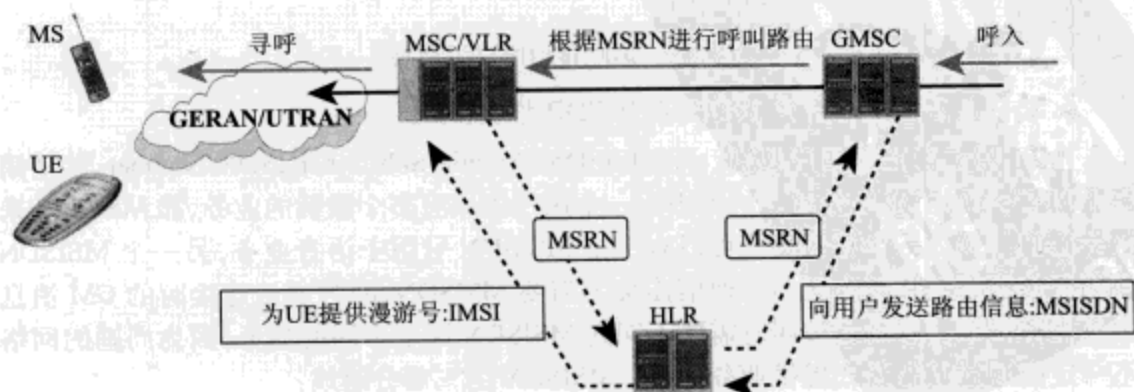 MS
寻呼
MSC/VLR
根据MSRN进行呼叫路由
GMSC
呼入
GERAN/UTRAN
UE
MSRN
MSRN
为UE提供漫游号:IMSI
HLR
向用户发送路由信息:MSISDN